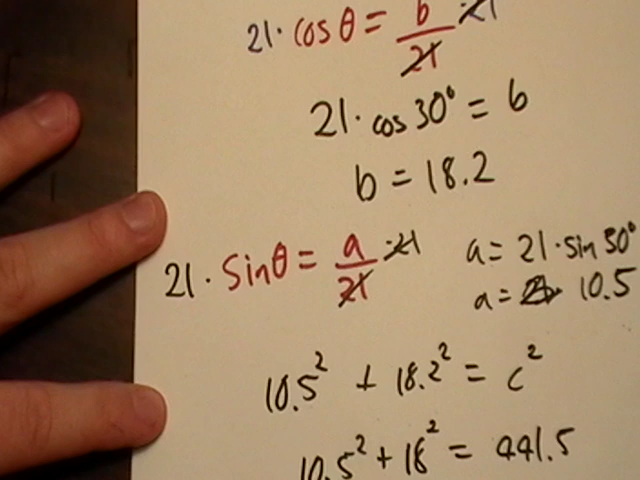 21· cos θ = b/21 ·21
21· cos 30° = b
b = 18.2
21· Sinθ = a/21 ·21
a = 21·sin 30°
a = 10.5
10.5² + 18.2² = c²
10.5² + 18² = 441.5